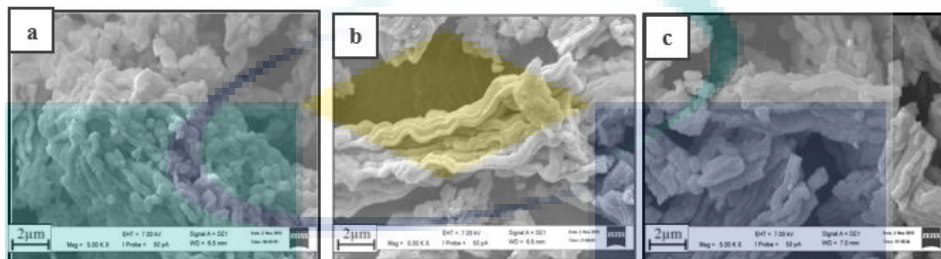 a
b
c
2μm
EHT = 7.00 kV
Signal A = SE1
Mag = 5.00 K X
I Probe = 50 pA
WD = 6.5 mm
2μm
EHT = 7.00 kV
Signal A = SE1
Mag = 5.00 K X
I Probe = 50 pA
WD = 6.5 mm
2μm
EHT = 7.00 kV
Signal A = SE1
Mag = 5.00 K X
I Probe = 50 pA
WD = 7.0 mm